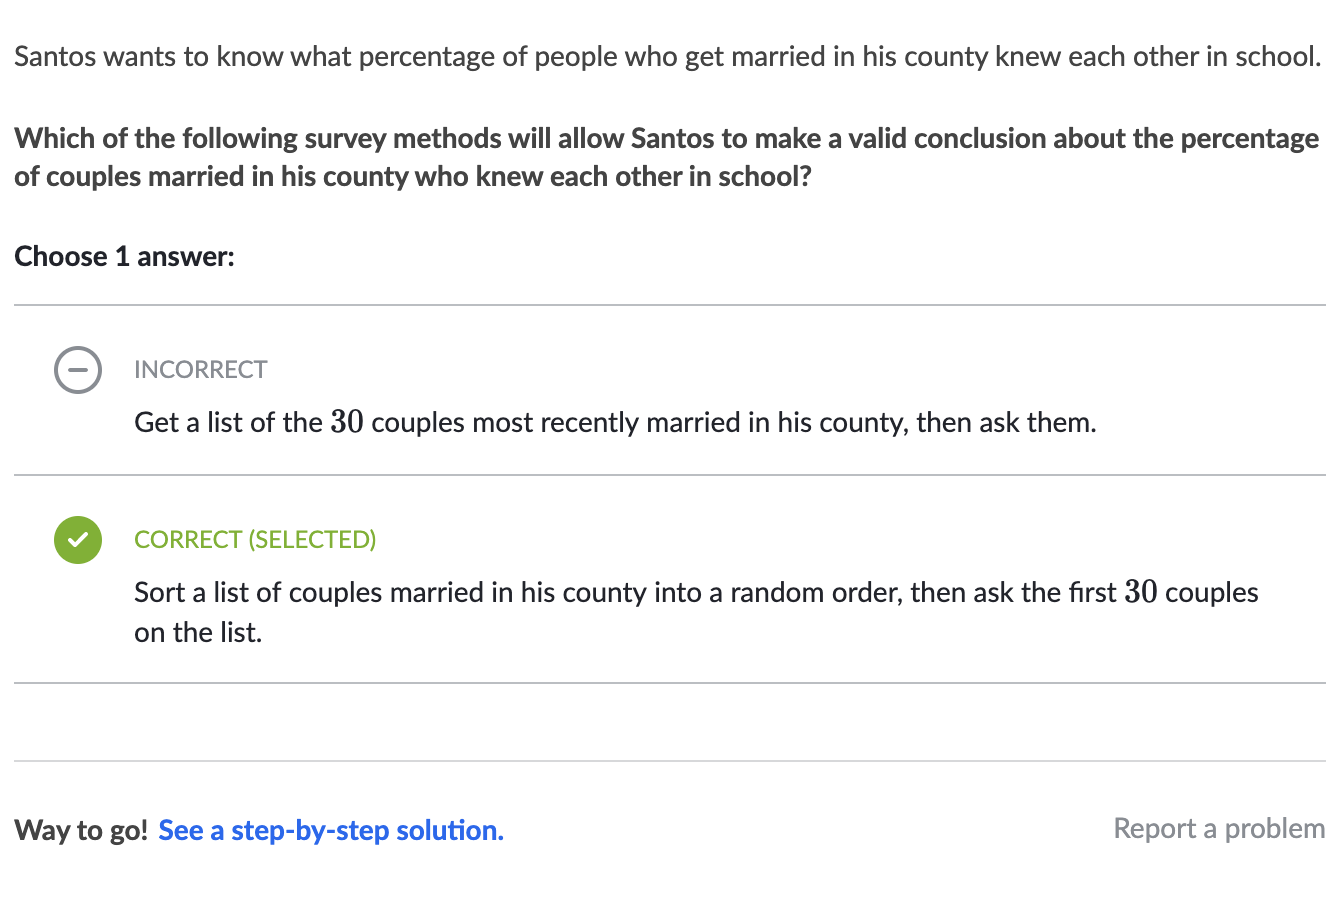 Santos wants to know what percentage of people who get married in his county knew each other in school.
Which of the following survey methods will allow Santos to make a valid conclusion about the percentage
of couples married in his county who knew each other in school?
Choose 1 answer:
INCORRECT
Get a list of the 30 couples most recently married in his county, then ask them.
CORRECT (SELECTED)
Sort a list of couples married in his county into a random order, then ask the first 30 couples
on the list.
Way to go! See a step-by-step solution.
Report a problem